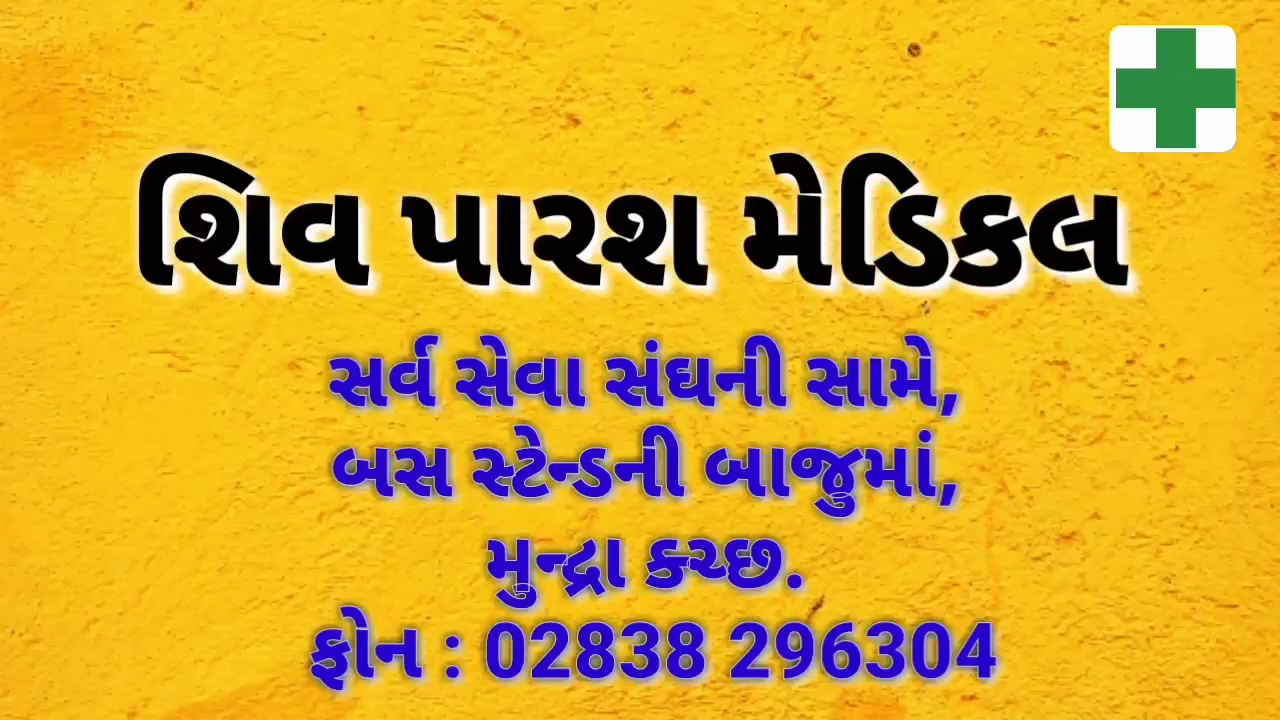 શિવ પારશ મેડિકલ
સર્વ સેવા સંઘની સામે,
બસ સ્ટેન્ડની બાજુમાં,
મુન્દ્રા કચ્છ.
ફોન : 02838 296304